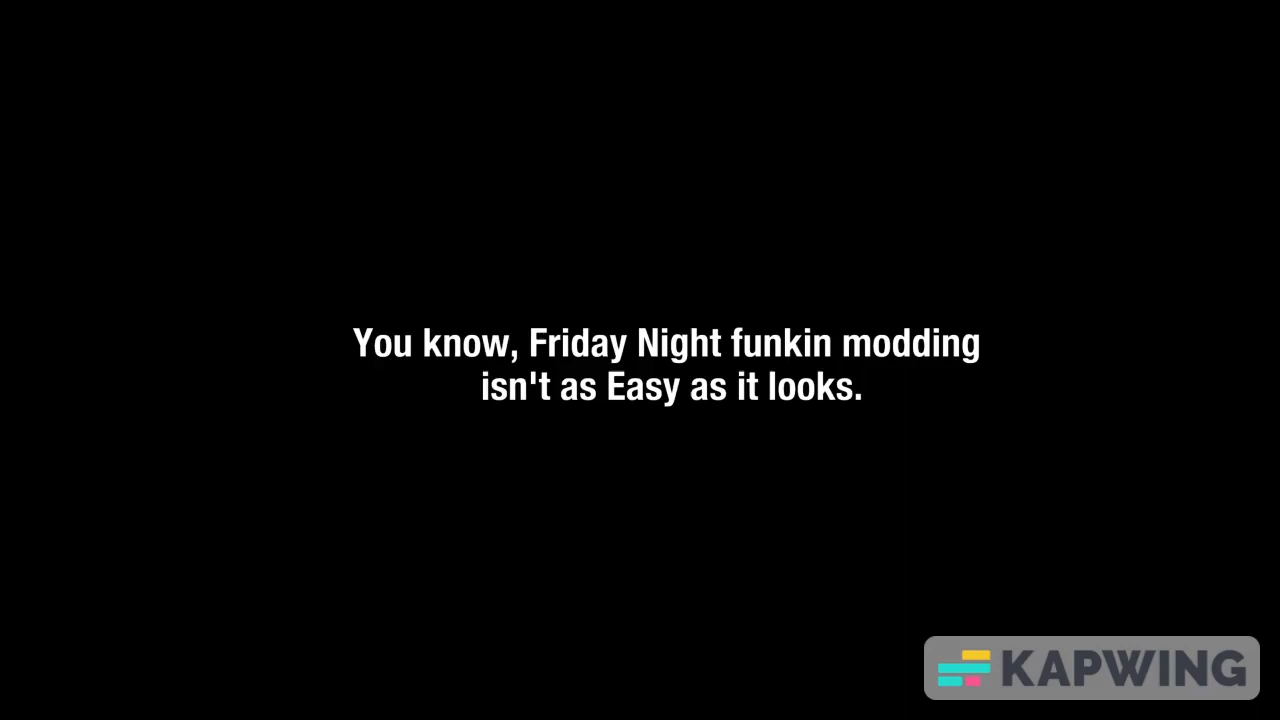 You know, Friday Night funkin modding
isn't as Easy as it looks.
KAPWING